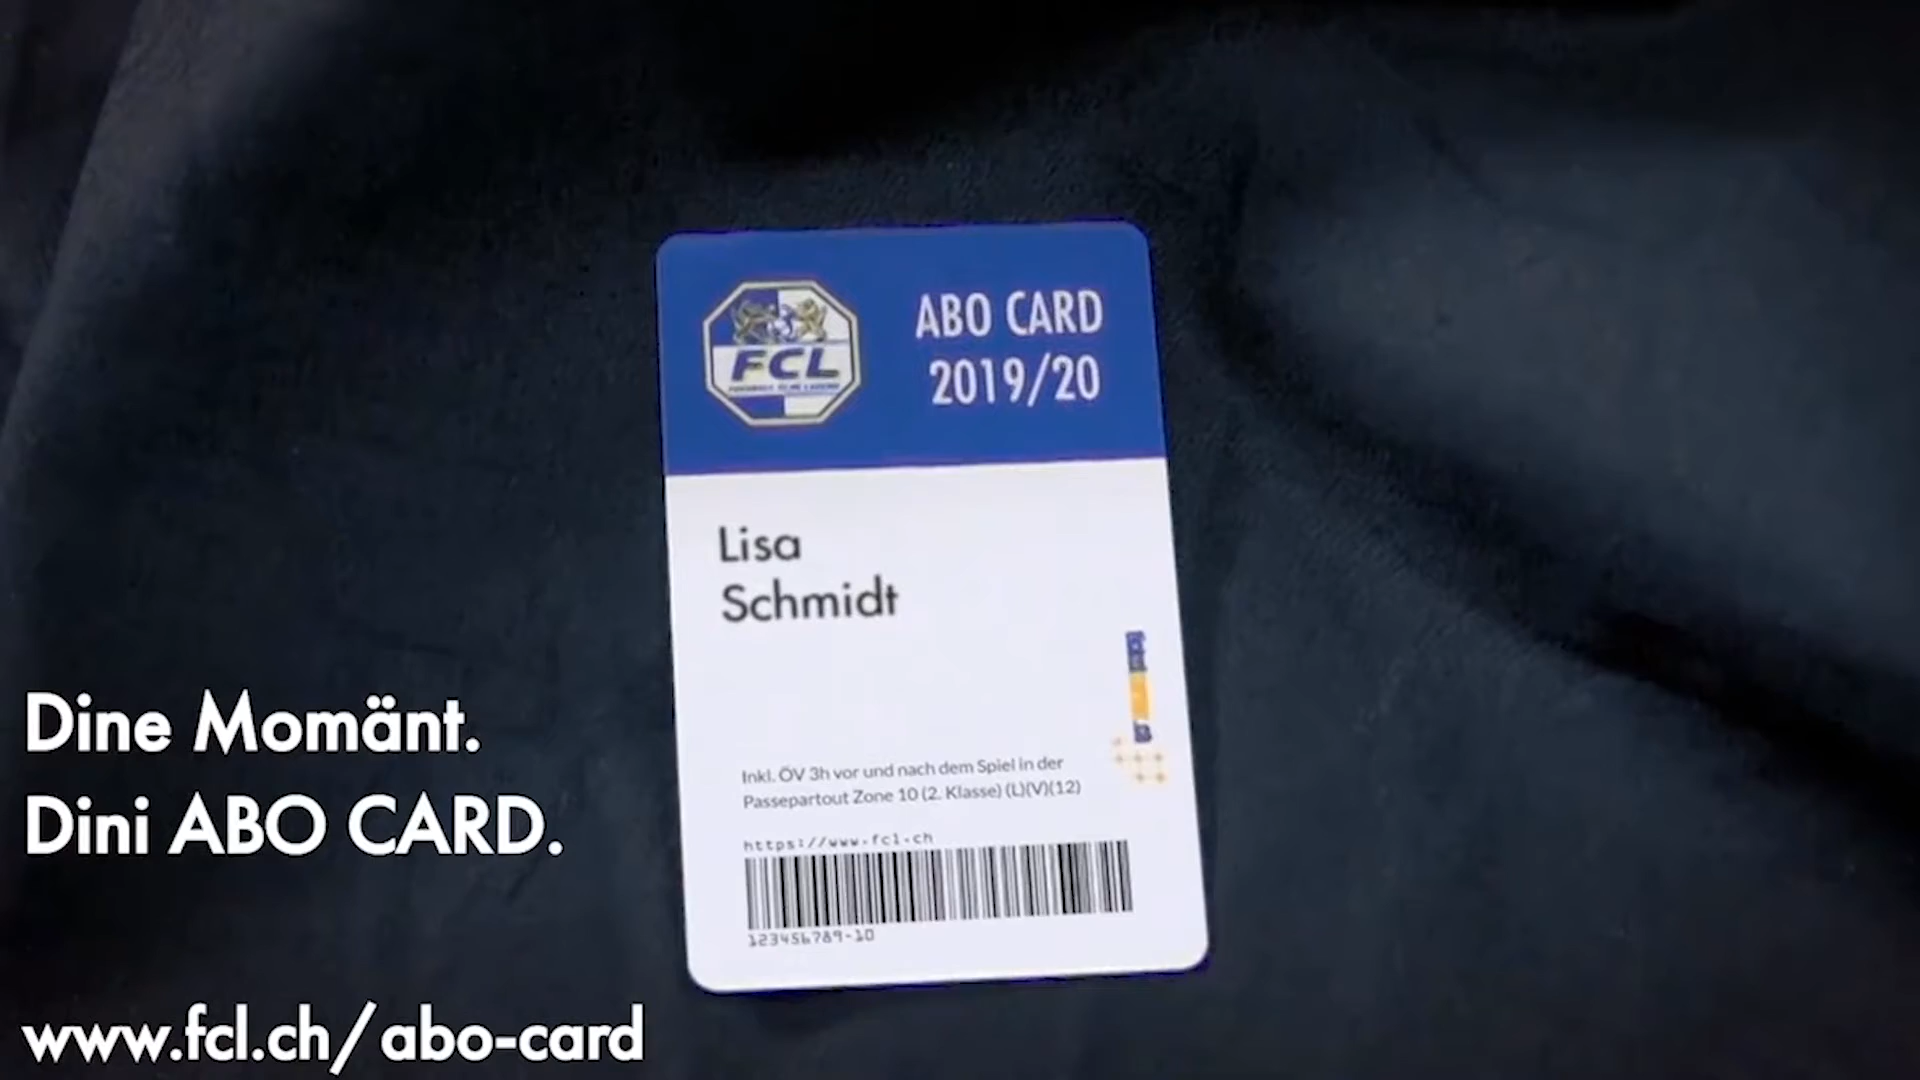 FCL
ABO CARD
2019/20
Lisa
Schmidt
Inkl. ÖV 3h vor und nach dem Spiel in der
Passepartout Zone 10 (2. Klasse) (L)(V)(12)
https://www.fcl.ch
123456789-10
Dine Momänt.
Dini ABO CARD.
www.fcl.ch/abo-card